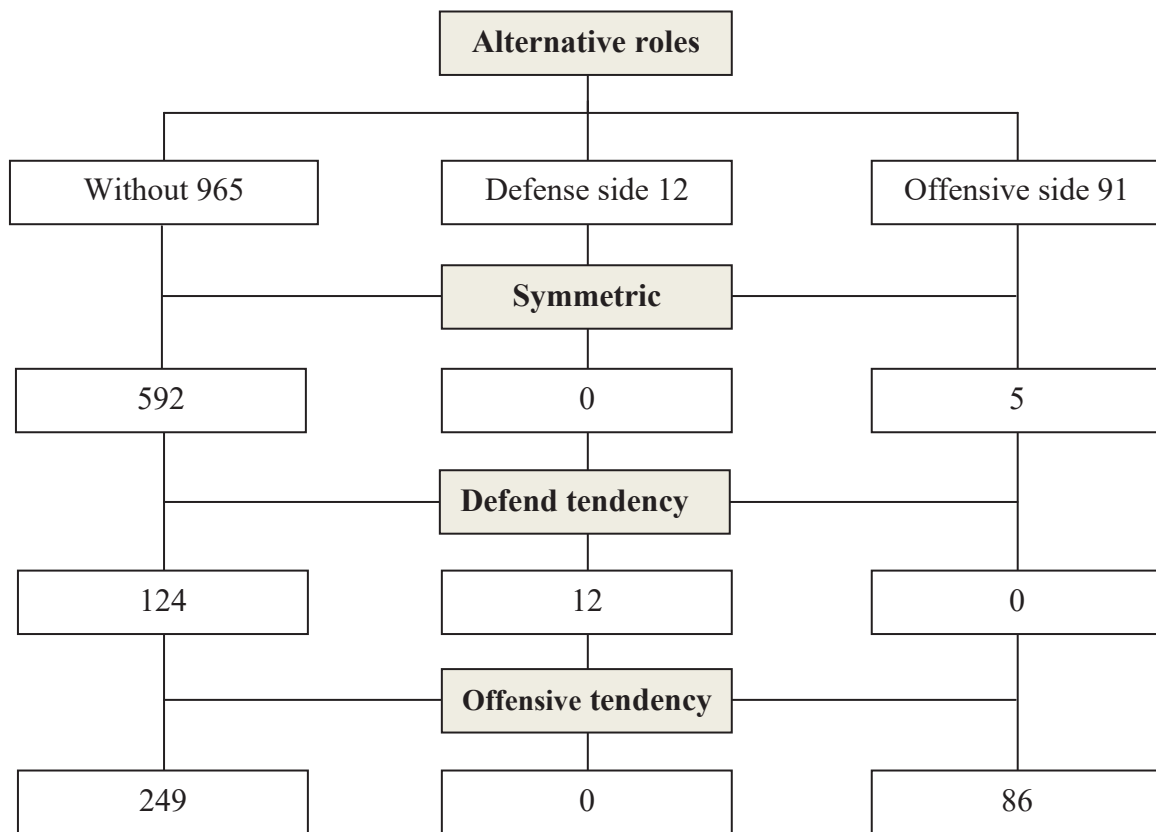 Alternative roles
Without 965
Defense side 12
Offensive side 91
Symmetric
592
0
5
Defend tendency
124
12
0
Offensive tendency
249
0
86